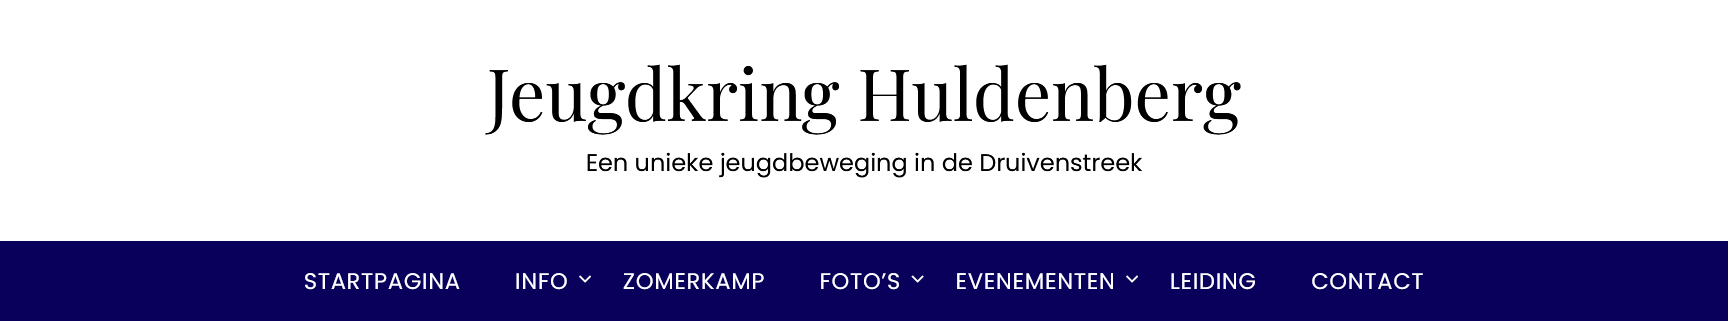 Jeugdkring Huldenberg
Een unieke jeugdbeweging in de Druivenstreek
STARTPAGINA INFO ZOMERKAMP FOTO’S EVENEMENTEN LEIDING CONTACT